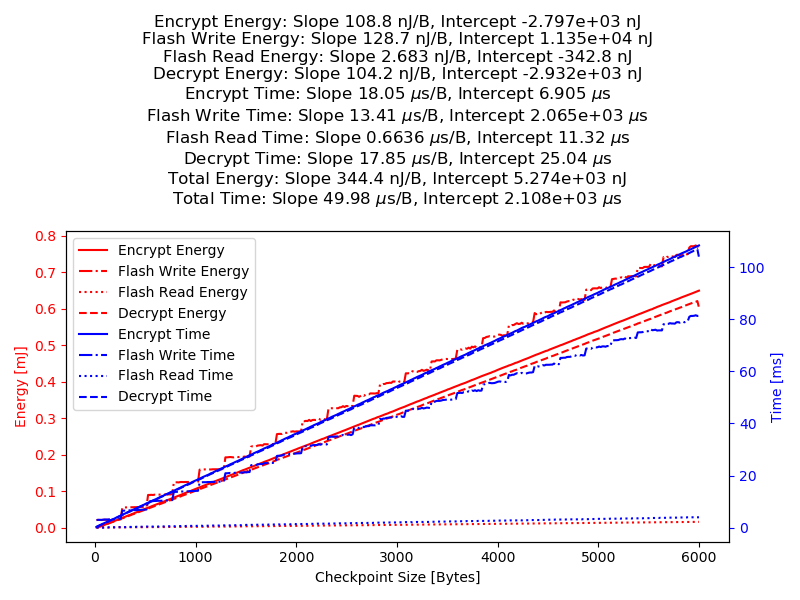 Encrypt Energy: Slope 108.8 nJ/B, Intercept -2.797e+03 nJ
Flash Write Energy: Slope 128.7 nJ/B, Intercept 1.135e+04 nJ
Flash Read Energy: Slope 2.683 nJ/B, Intercept -342.8 nJ
Decrypt Energy: Slope 104.2 nJ/B, Intercept -2.932e+03 nJ
Encrypt Time: Slope 18.05 μs/B, Intercept 6.905 μs
Flash Write Time: Slope 13.41 μs/B, Intercept 2.065e+03 μs
Flash Read Time: Slope 0.6636 μs/B, Intercept 11.32 μs
Decrypt Time: Slope 17.85 μs/B, Intercept 25.04 μs
Total Energy: Slope 344.4 nJ/B, Intercept 5.274e+03 nJ
Total Time: Slope 49.98 μs/B, Intercept 2.108e+03 μs
Energy [mJ]
0.8
0.7
0.6
0.5
0.4
0.3
0.2
0.1
0.0
Encrypt Energy
Flash Write Energy
Flash Read Energy
Decrypt Energy
Encrypt Time
Flash Write Time
Flash Read Time
Decrypt Time
100
80
60
40
20
0
Time [ms]
0 1000 2000 3000 4000 5000 6000
Checkpoint Size [Bytes]